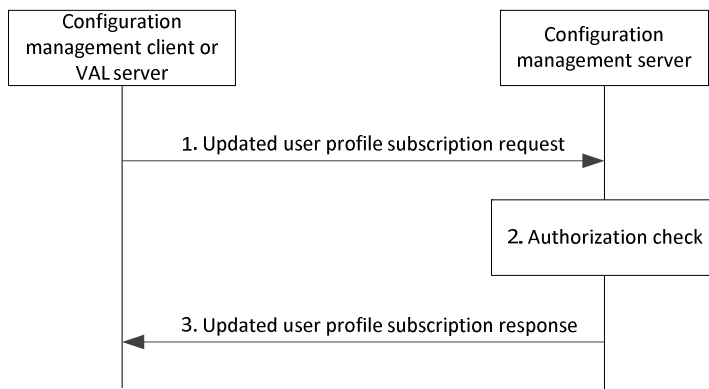 Configuration
management client or
VAL server
Configuration
management server
1. Updated user profile subscription request
2. Authorization check
3. Updated user profile subscription response